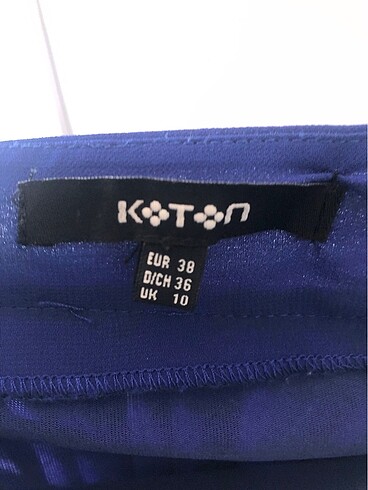 KOTON
EUR 38
D/CH 36
UK 10